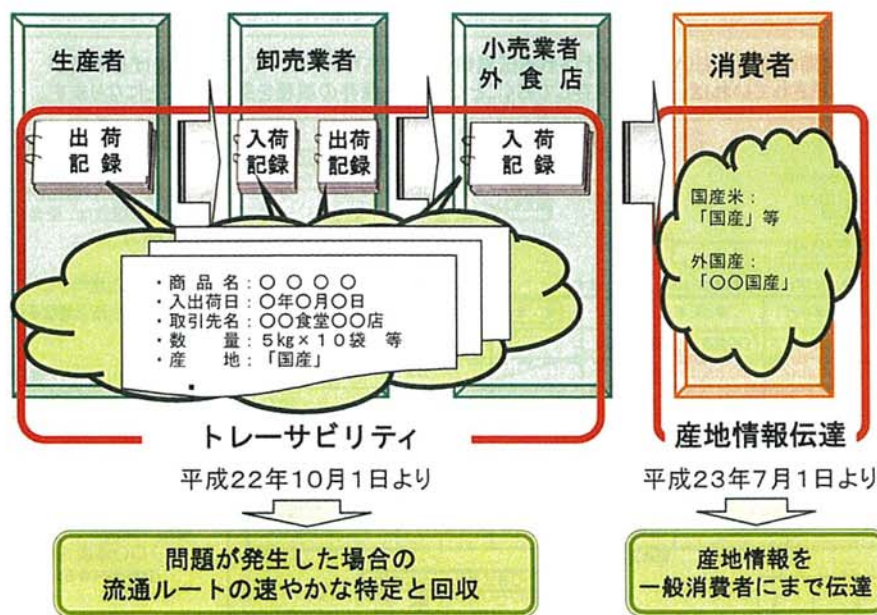 生産者
卸売業者
小売業者
外食店
消費者
出荷
記録
入荷
記録
出荷
記録
入荷
記録
・商品名：〇〇〇〇
・入出荷日：〇年〇月〇日
・取引先名：〇〇食堂〇〇店
・数　　量：５kg×１０袋　等
・産　　地：「国産」
国産米：
「国産」等
外国産：
「〇〇国産」
トレーサビリティ
平成２２年１０月１日より
問題が発生した場合の
流通ルートの速やかな特定と回収
産地情報伝達
平成２３年７月１日より
産地情報を
一般消費者にまで伝達